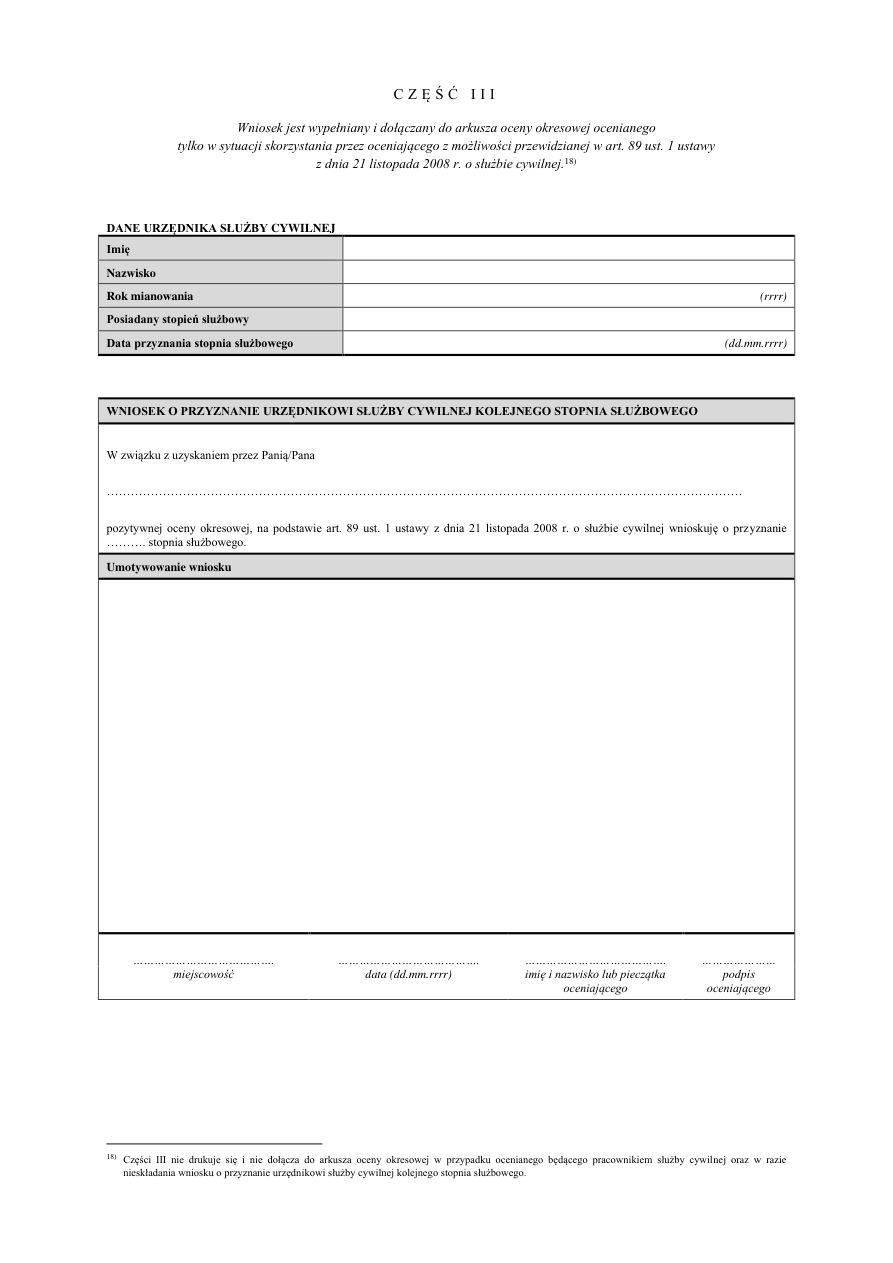 CZĘŚĆ III
Wniosek jest wypełniany i dołączany do arkusza oceny okresowej ocenianego
tylko w sytuacji skorzystania przez oceniającego z możliwości przewidzianej w art. 89 ust. 1 ustawy
z dnia 21 listopada 2008 r. o służbie cywilnej.18)
DANE URZĘDNIKA SŁUŻBY CYWILNEJ
Imię
Nazwisko
Rok mianowania (rrrr)
Posiadany stopień służbowy
Data przyznania stopnia służbowego (dd.mm.rrrr)
WNIOSEK O PRZYZNANIE URZĘDNIKOWI SŁUŻBY CYWILNEJ KOLEJNEGO STOPNIA SŁUŻBOWEGO
W związku z uzyskaniem przez Panią/Pana
……………………………………………………………………………………………………………………………………………
pozytywnej oceny okresowej, na podstawie art. 89 ust. 1 ustawy z dnia 21 listopada 2008 r. o służbie cywilnej wnioskuję o przyznanie
………. stopnia służbowego.
Umotywowanie wniosku
…………………………………. …………………………………. …………………………………. …………………
miejscowość data (dd.mm.rrrr) imię i nazwisko lub pieczątka podpis
oceniającego oceniającego
18) Części III nie drukuje się i nie dołącza do arkusza oceny okresowej w przypadku ocenianego będącego pracownikiem służby cywilnej oraz w razie
nieskładania wniosku o przyznanie urzędnikowi służby cywilnej kolejnego stopnia służbowego.